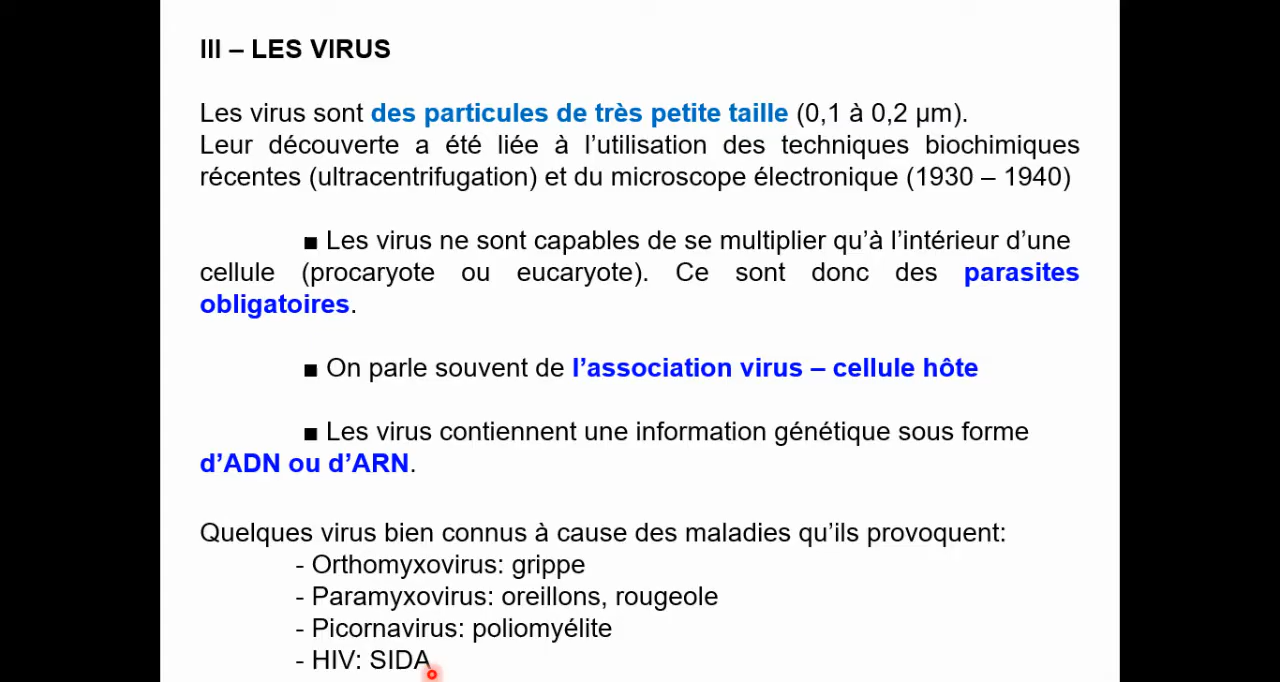 III – LES VIRUS
Les virus sont des particules de très petite taille (0,1 à 0,2 µm).
Leur découverte a été liée à l’utilisation des techniques biochimiques
récentes (ultracentrifugation) et du microscope électronique (1930 – 1940)
■ Les virus ne sont capables de se multiplier qu’à l’intérieur d’une
cellule (procaryote ou eucaryote). Ce sont donc des parasites
obligatoires.
■ On parle souvent de l’association virus – cellule hôte
■ Les virus contiennent une information génétique sous forme
d’ADN ou d’ARN.
Quelques virus bien connus à cause des maladies qu’ils provoquent:
- Orthomyxovirus: grippe
- Paramyxovirus: oreillons, rougeole
- Picornavirus: poliomyélite
- HIV: SIDA